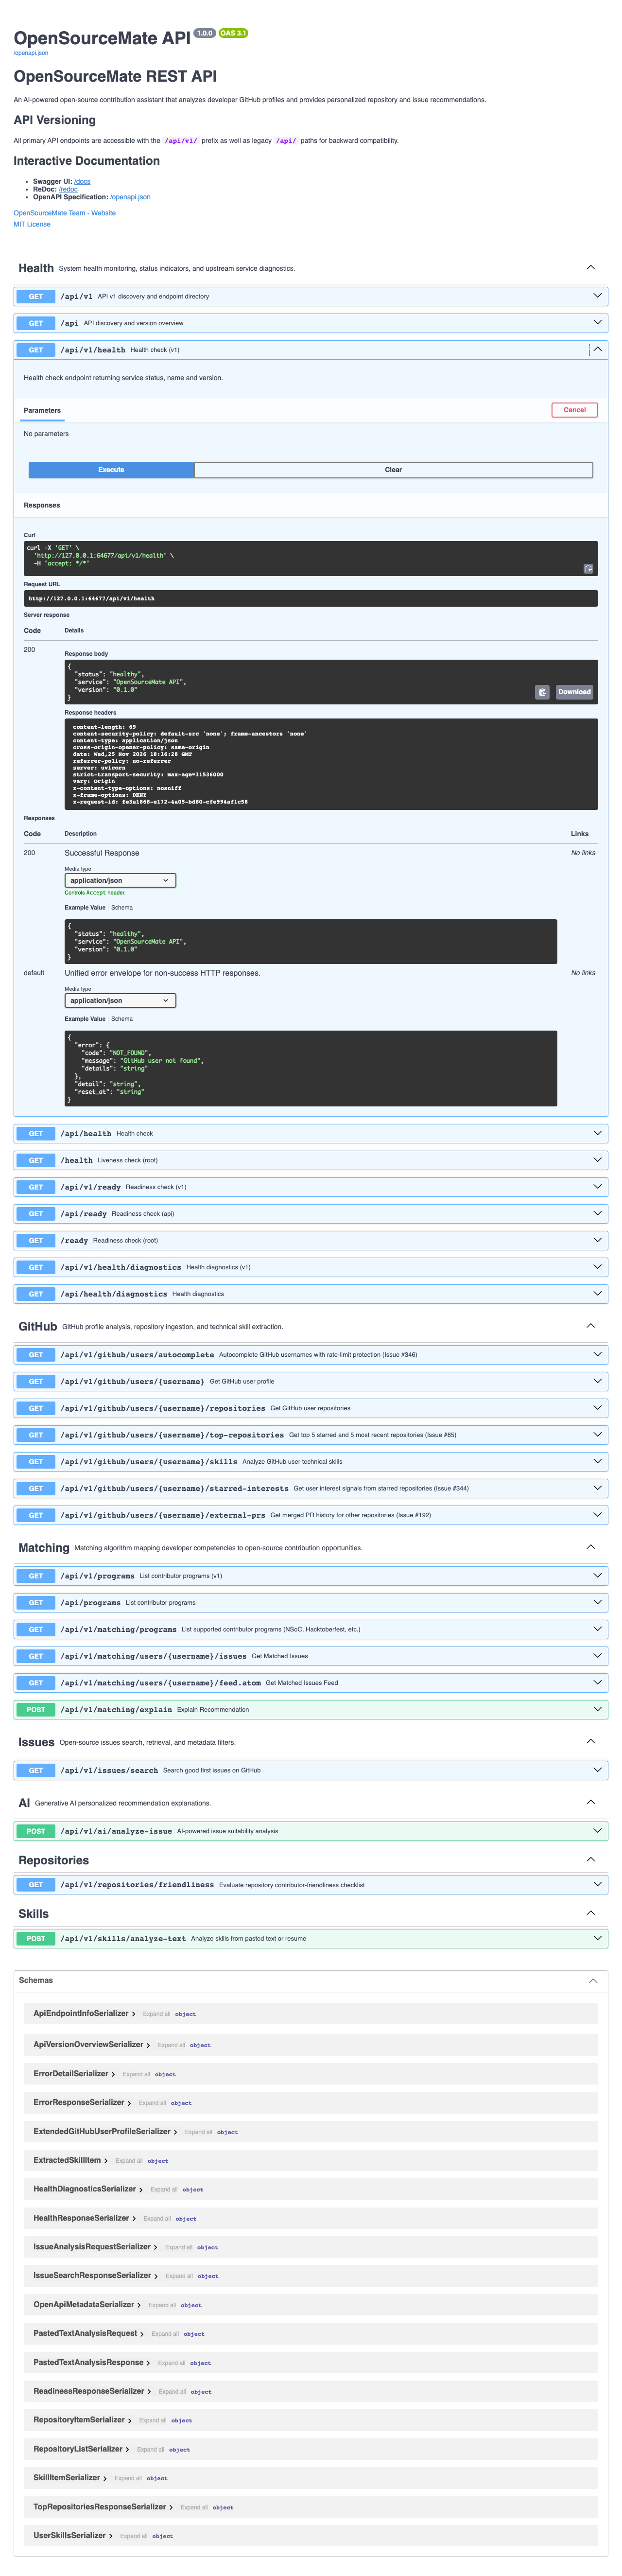 OpenSourceMate API 1.0.0 OAS 3.1
/openapi.json
OpenSourceMate REST API
An AI-powered open-source contribution assistant that analyzes developer GitHub profiles and provides personalized repository and issue recommendations.
API Versioning
All primary API endpoints are accessible with the /api/v1/ prefix as well as legacy /api/ paths for backward compatibility.
Interactive Documentation
• Swagger UI: /docs
• ReDoc: /redoc
• OpenAPI Specification: /openapi.json
OpenSourceMate Team - Website
MIT License
Health System health monitoring, status indicators, and upstream service diagnostics.
GET /api/v1 API v1 discovery and endpoint directory
GET /api API discovery and version overview
GET /api/v1/health Health check (v1)
Health check endpoint returning service status, name and version.
Parameters
Cancel
No parameters
Execute
Clear
Responses
Curl
curl -X 'GET' \
'http://127.0.0.1:64677/api/v1/health' \
-H 'accept: */*'
Request URL
http://127.0.0.1:64677/api/v1/health
Server response
Code Details
200
Response body
{
"status": "healthy",
"service": "OpenSourceMate API",
"version": "0.1.0"
}
Download
Response headers
content-length: 69
content-security-policy: default-src 'none'; frame-ancestors 'none'
content-type: application/json
cross-origin-opener-policy: same-origin
date: Wed,25 Nov 2026 18:16:28 GMT
referrer-policy: no-referrer
server: uvicorn
strict-transport-security: max-age=31536000
vary: Origin
x-content-type-options: nosniff
x-frame-options: DENY
x-request-id: fe3a1868-e172-4a05-bd80-cfe994af1c58
Responses
Code Description Links
200 Successful Response No links
Media type
application/json
Controls Accept header.
Example Value Schema
{
"status": "healthy",
"service": "OpenSourceMate API",
"version": "0.1.0"
}
default Unified error envelope for non-success HTTP responses. No links
Media type
application/json
Example Value Schema
{
"error": {
"code": "NOT_FOUND",
"message": "GitHub user not found",
"details": "string"
},
"detail": "string",
"reset_at": "string"
}
GET /api/health Health check
GET /health Liveness check (root)
GET /api/v1/ready Readiness check (v1)
GET /api/ready Readiness check (api)
GET /ready Readiness check (root)
GET /api/v1/health/diagnostics Health diagnostics (v1)
GET /api/health/diagnostics Health diagnostics
GitHub GitHub profile analysis, repository ingestion, and technical skill extraction.
GET /api/v1/github/users/autocomplete Autocomplete GitHub usernames with rate-limit protection (Issue #346)
GET /api/v1/github/users/{username} Get GitHub user profile
GET /api/v1/github/users/{username}/repositories Get GitHub user repositories
GET /api/v1/github/users/{username}/top-repositories Get top 5 starred and 5 most recent repositories (Issue #85)
GET /api/v1/github/users/{username}/skills Analyze GitHub user technical skills
GET /api/v1/github/users/{username}/starred-interests Get user interest signals from starred repositories (Issue #344)
GET /api/v1/github/users/{username}/external-prs Get merged PR history for other repositories (Issue #192)
Matching Matching algorithm mapping developer competencies to open-source contribution opportunities.
GET /api/v1/programs List contributor programs (v1)
GET /api/programs List contributor programs
GET /api/v1/matching/programs List supported contributor programs (NSoC, Hacktoberfest, etc.)
GET /api/v1/matching/users/{username}/issues Get Matched Issues
GET /api/v1/matching/users/{username}/feed.atom Get Matched Issues Feed
POST /api/v1/matching/explain Explain Recommendation
Issues Open-source issues search, retrieval, and metadata filters.
GET /api/v1/issues/search Search good first issues on GitHub
AI Generative AI personalized recommendation explanations.
POST /api/v1/ai/analyze-issue AI-powered issue suitability analysis
Repositories
GET /api/v1/repositories/friendliness Evaluate repository contributor-friendliness checklist
Skills
POST /api/v1/skills/analyze-text Analyze skills from pasted text or resume
Schemas
ApiEndpointInfoSerializer Expand all object
ApiVersionOverviewSerializer Expand all object
ErrorDetailSerializer Expand all object
ErrorResponseSerializer Expand all object
ExtendedGitHubUserProfileSerializer Expand all object
ExtractedSkillItem Expand all object
HealthDiagnosticsSerializer Expand all object
HealthResponseSerializer Expand all object
IssueAnalysisRequestSerializer Expand all object
IssueSearchResponseSerializer Expand all object
OpenApiMetadataSerializer Expand all object
PastedTextAnalysisRequest Expand all object
PastedTextAnalysisResponse Expand all object
ReadinessResponseSerializer Expand all object
RepositoryItemSerializer Expand all object
RepositoryListSerializer Expand all object
SkillItemSerializer Expand all object
TopRepositoriesResponseSerializer Expand all object
UserSkillsSerializer Expand all object